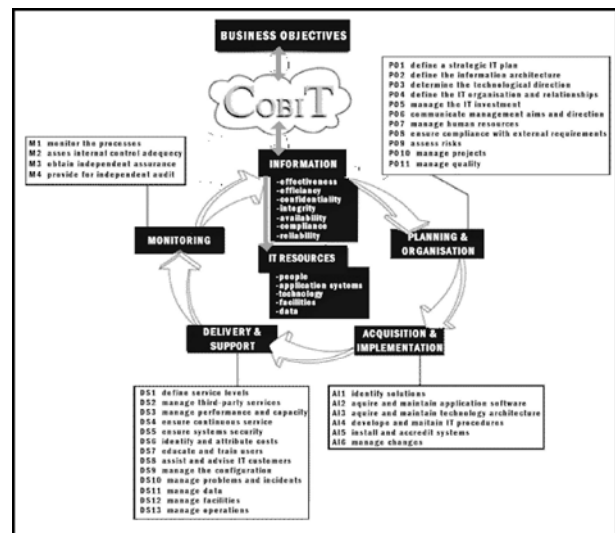 BUSINESS OBJECTIVES
COBIT
PO1 define a strategic IT plan
PO2 define the information architecture
PO3 determine the technological direction
PO4 define the IT organisation and relationships
PO5 manage the IT investment
PO6 communicate management aims and direction
PO7 manage human resources
PO8 ensure compliance with external requirements
PO9 assess risks
PO10 manage projects
PO11 manage quality
M1 monitor the processes
M2 asses internal control adequecy
M3 obtain independent assurance
M4 provide for independent audit
INFORMATION
-effectiveness
-efficiany
-confidentiality
-integrity
-availability
-compliance
-reliability
MONITORING
PLANNING &
ORGANISATION
IT RESOURCES
-people
-application systems
-technology
-facilities
-data
DELIVERY &
SUPPORT
ACQUISITION &
IMPLEMENTATION
DS1 define service levels
DS2 manage third-party services
DS3 manage performance and capacity
DS4 ensure continuous service
DS5 ensure systems security
DS6 identify and attribute costs
DS7 educate and train users
DS8 assist and advise IT customers
DS9 manage the configuration
DS10 manage problems and incidents
DS11 manage data
DS12 manage facilities
DS13 manage operations
AI1 identify solutions
AI2 aquire and maintain application software
AI3 aquire and maintain technology architecture
AI4 develope and maitain IT procedures
AI5 install and accredit systems
AI6 manage changes